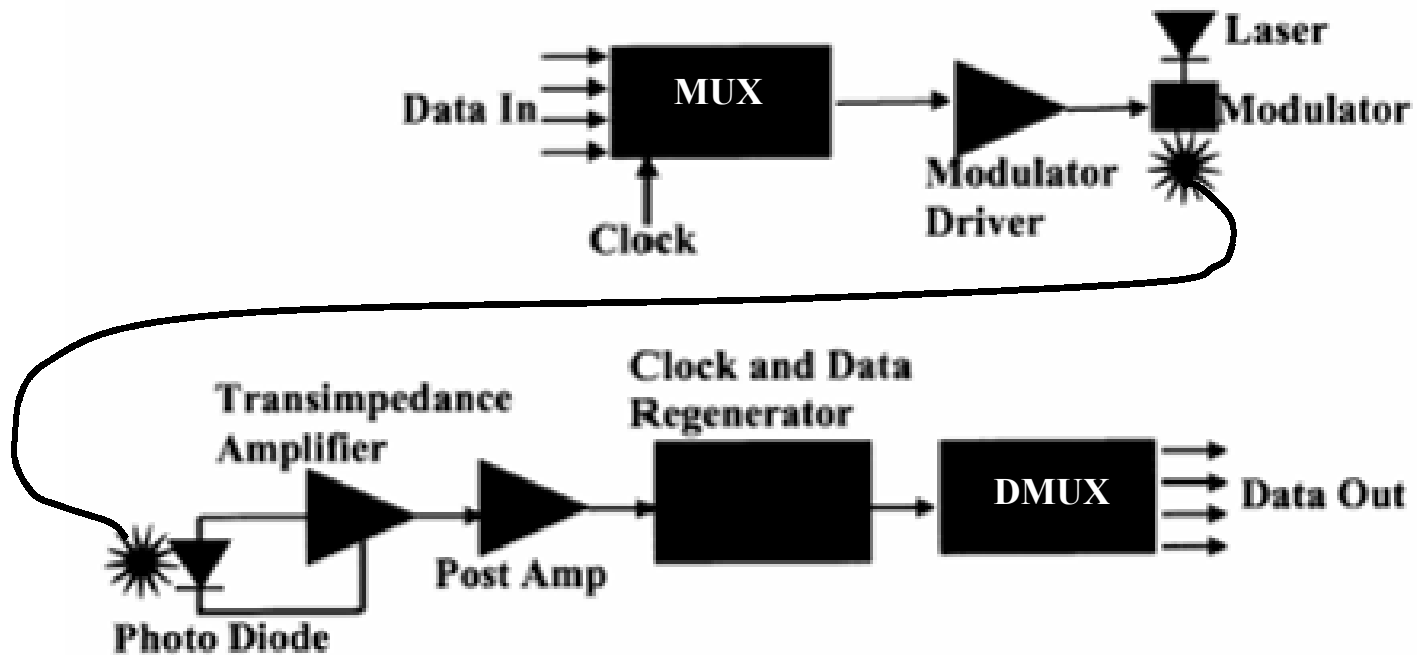 Laser
MUX
Data In
Modulator
Modulator
Driver
Clock
Clock and Data
Regenerator
Transimpedance
Amplifier
DMUX
Data Out
Post Amp
Photo Diode